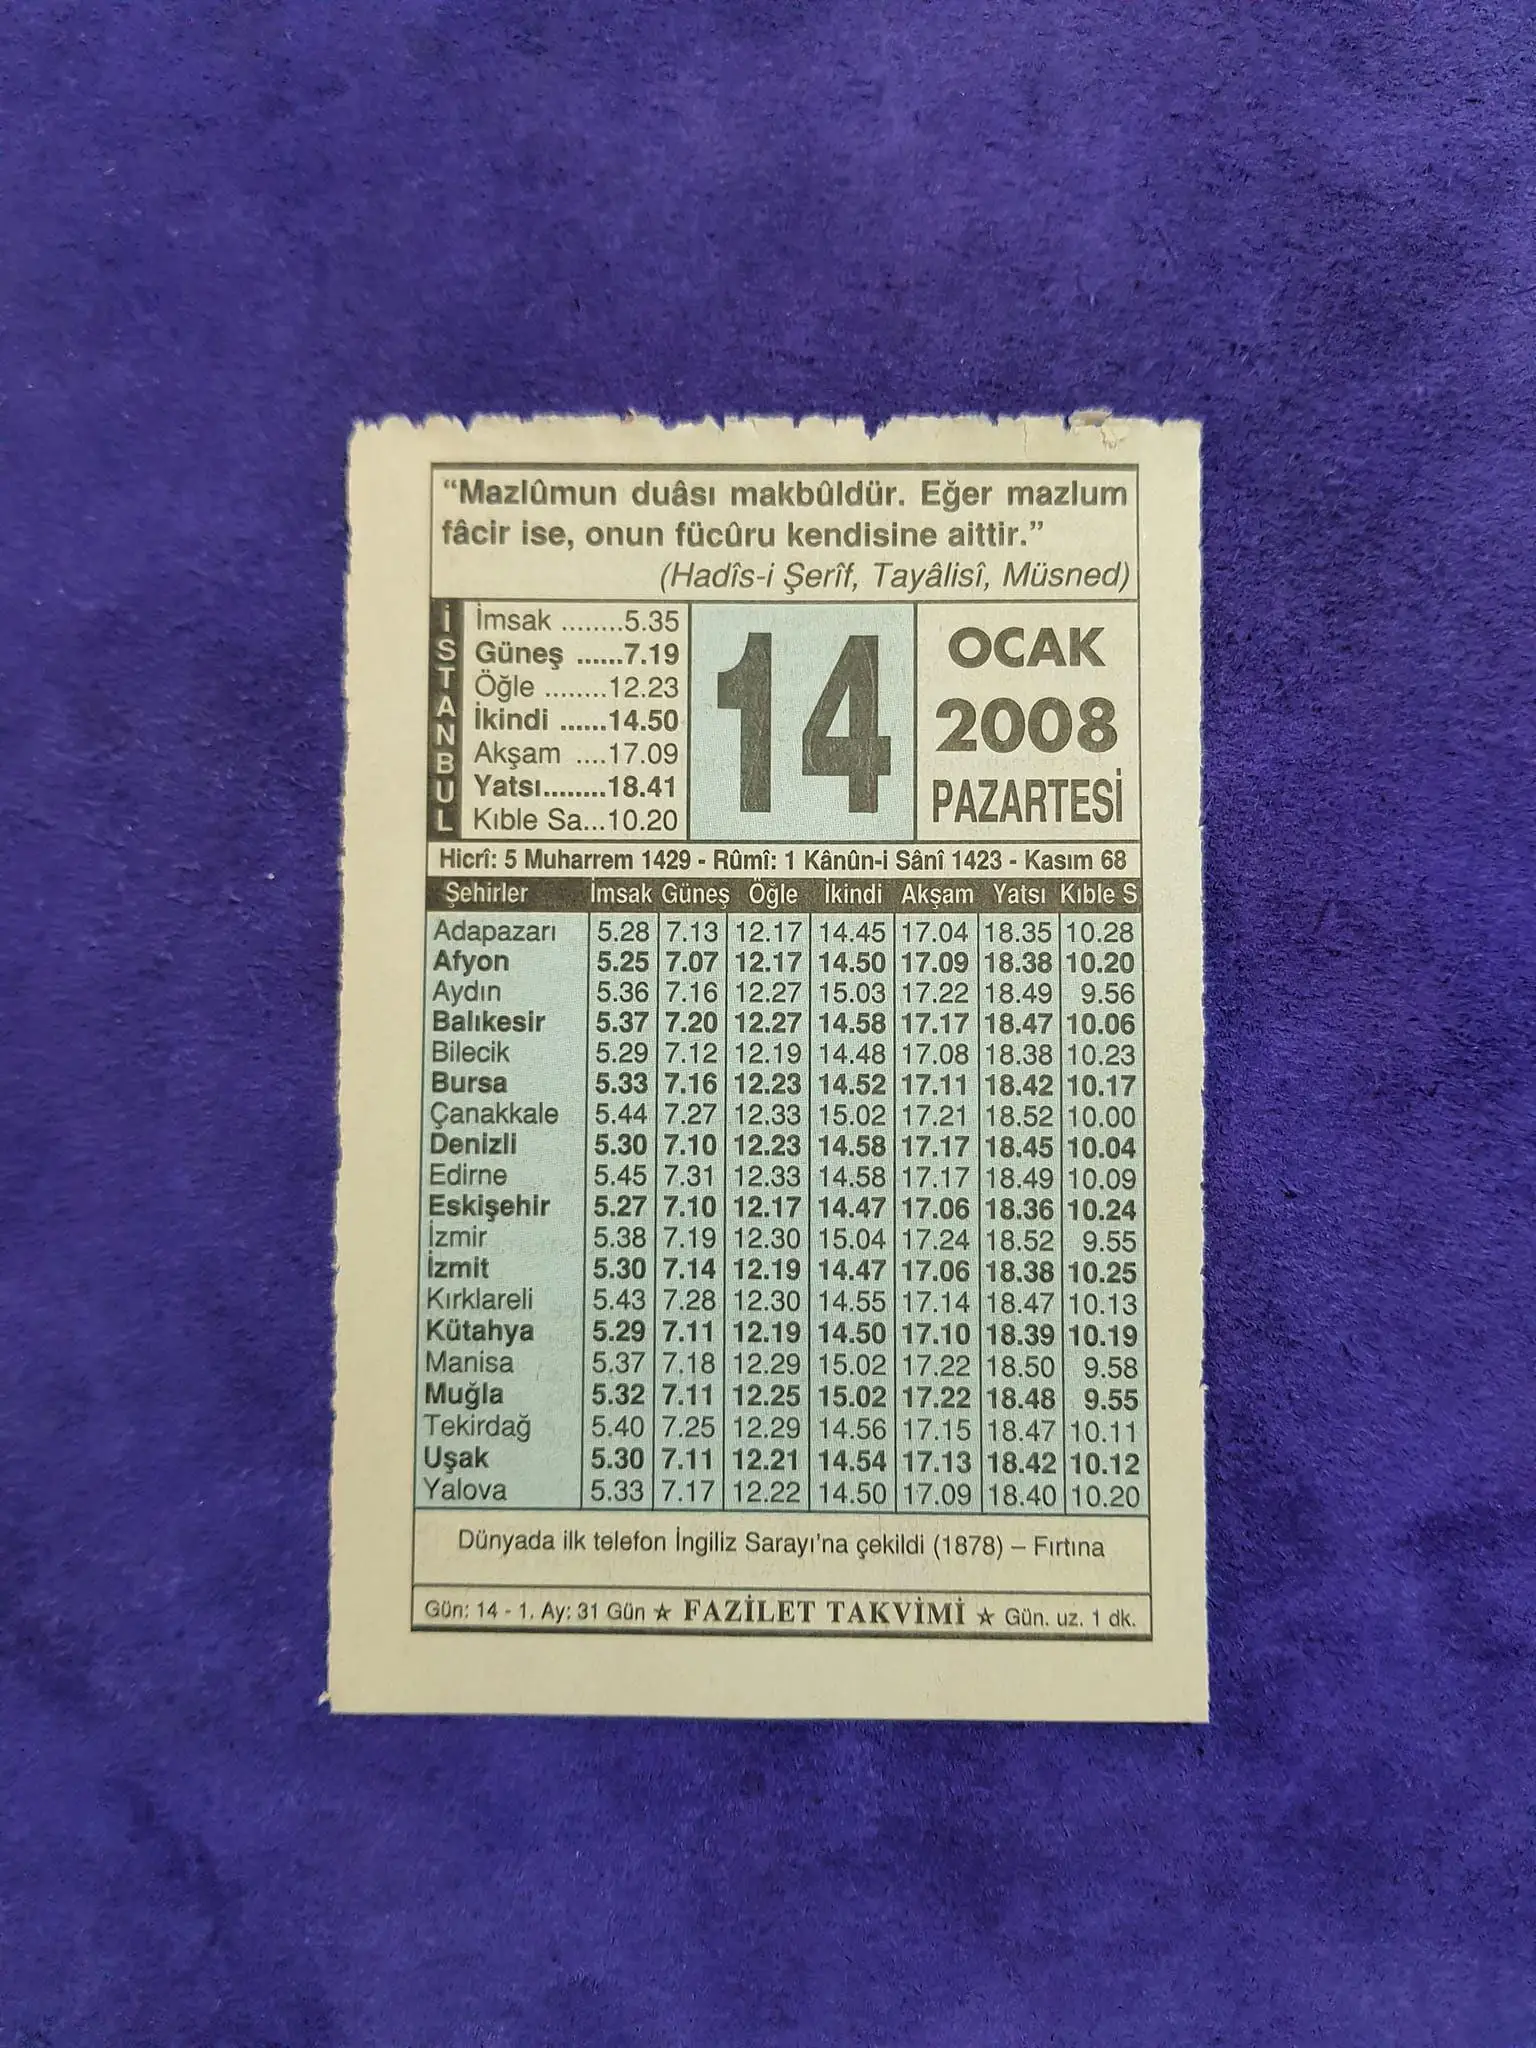 “Mazlûmun duâsı makbûldür. Eğer mazlum
fâcir ise, onun fücûru kendisine aittir.”
(Hadîs-i Şerîf, Tayâlisî, Müsned)
İSTANBUL
İmsak ........5.35
Güneş ......7.19
Öğle ........12.23
İkindi ......14.50
Akşam ....17.09
Yatsı........18.41
Kıble Sa...10.20
14
OCAK
2008
PAZARTESİ
Hicrî: 5 Muharrem 1429 - Rûmî: 1 Kânûn-i Sânî 1423 - Kasım 68
Şehirler İmsak Güneş Öğle İkindi Akşam Yatsı Kıble S
Adapazarı 5.28 7.13 12.17 14.45 17.04 18.35 10.28
Afyon 5.25 7.07 12.17 14.50 17.09 18.38 10.20
Aydın 5.36 7.16 12.27 15.03 17.22 18.49 9.56
Balıkesir 5.37 7.20 12.27 14.58 17.17 18.47 10.06
Bilecik 5.29 7.12 12.19 14.48 17.08 18.38 10.23
Bursa 5.33 7.16 12.23 14.52 17.11 18.42 10.17
Çanakkale 5.44 7.27 12.33 15.02 17.21 18.52 10.00
Denizli 5.30 7.10 12.23 14.58 17.17 18.45 10.04
Edirne 5.45 7.31 12.33 14.58 17.17 18.49 10.09
Eskişehir 5.27 7.10 12.17 14.47 17.06 18.36 10.24
İzmir 5.38 7.19 12.30 15.04 17.24 18.52 9.55
İzmit 5.30 7.14 12.19 14.47 17.06 18.38 10.25
Kırklareli 5.43 7.28 12.30 14.55 17.14 18.47 10.13
Kütahya 5.29 7.11 12.19 14.50 17.10 18.39 10.19
Manisa 5.37 7.18 12.29 15.02 17.22 18.50 9.58
Muğla 5.32 7.11 12.25 15.02 17.22 18.48 9.55
Tekirdağ 5.40 7.25 12.29 14.56 17.15 18.47 10.11
Uşak 5.30 7.11 12.21 14.54 17.13 18.42 10.12
Yalova 5.33 7.17 12.22 14.50 17.09 18.40 10.20
Dünyada ilk telefon İngiliz Sarayı’na çekildi (1878) – Fırtına
Gün: 14 - 1. Ay: 31 Gün ★ FAZİLET TAKVİMİ ★ Gün. uz. 1 dk.